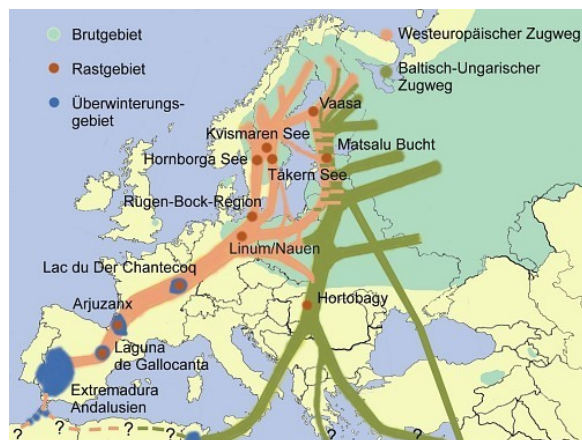 Brutgebiet
Rastgebiet
Überwinterungs-
gebiet
Westeuropäischer Zugweg
Baltisch-Ungarischer
Zugweg
Vaasa
Kvismaren See
Matsalu Bucht
Hornborga See
Takern See
Rügen-Bock-Region
Linum/Nauen
Lac du Der Chantecoq
Hortobagy
Arjuzanx
Laguna
de Gallocanta
Extremadura
Andalusien
? ? ? ? ? ?